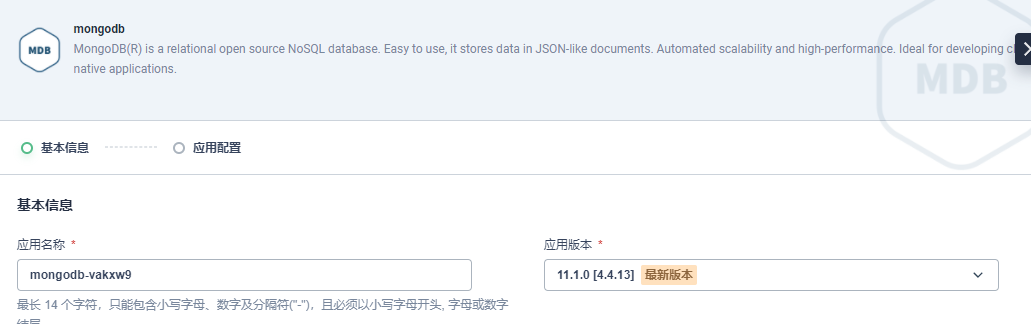 mongodb
MDB
MongoDB(R) is a relational open source NoSQL database. Easy to use, it stores data in JSON-like documents. Automated scalability and high-performance. Ideal for developing cl
native applications.
MDB
基本信息
应用配置
基本信息
应用名称 *
应用版本 *
mongodb-vakxw9
11.1.0 [4.4.13] 最新版本
最长 14 个字符，只能包含小写字母、数字及分隔符("-")，且必须以小写字母开头, 字母或数字